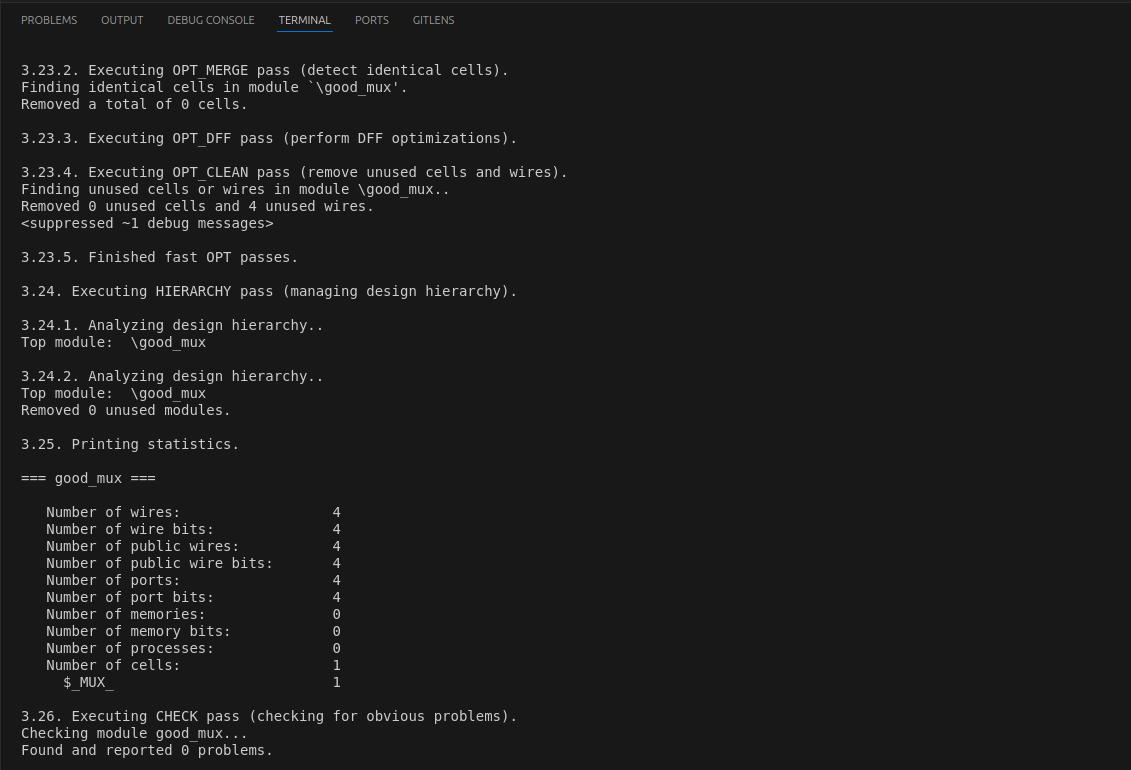 PROBLEMS OUTPUT DEBUG CONSOLE TERMINAL PORTS GITLENS
3.23.2. Executing OPT_MERGE pass (detect identical cells).
Finding identical cells in module `\good_mux'.
Removed a total of 0 cells.
3.23.3. Executing OPT_DFF pass (perform DFF optimizations).
3.23.4. Executing OPT_CLEAN pass (remove unused cells and wires).
Finding unused cells or wires in module \good_mux..
Removed 0 unused cells and 4 unused wires.
<suppressed ~1 debug messages>
3.23.5. Finished fast OPT passes.
3.24. Executing HIERARCHY pass (managing design hierarchy).
3.24.1. Analyzing design hierarchy..
Top module:  \good_mux
3.24.2. Analyzing design hierarchy..
Top module:  \good_mux
Removed 0 unused modules.
3.25. Printing statistics.
=== good_mux ===
Number of wires: 4
Number of wire bits: 4
Number of public wires: 4
Number of public wire bits: 4
Number of ports: 4
Number of port bits: 4
Number of memories: 0
Number of memory bits: 0
Number of processes: 0
Number of cells: 1
$_MUX_ 1
3.26. Executing CHECK pass (checking for obvious problems).
Checking module good_mux...
Found and reported 0 problems.